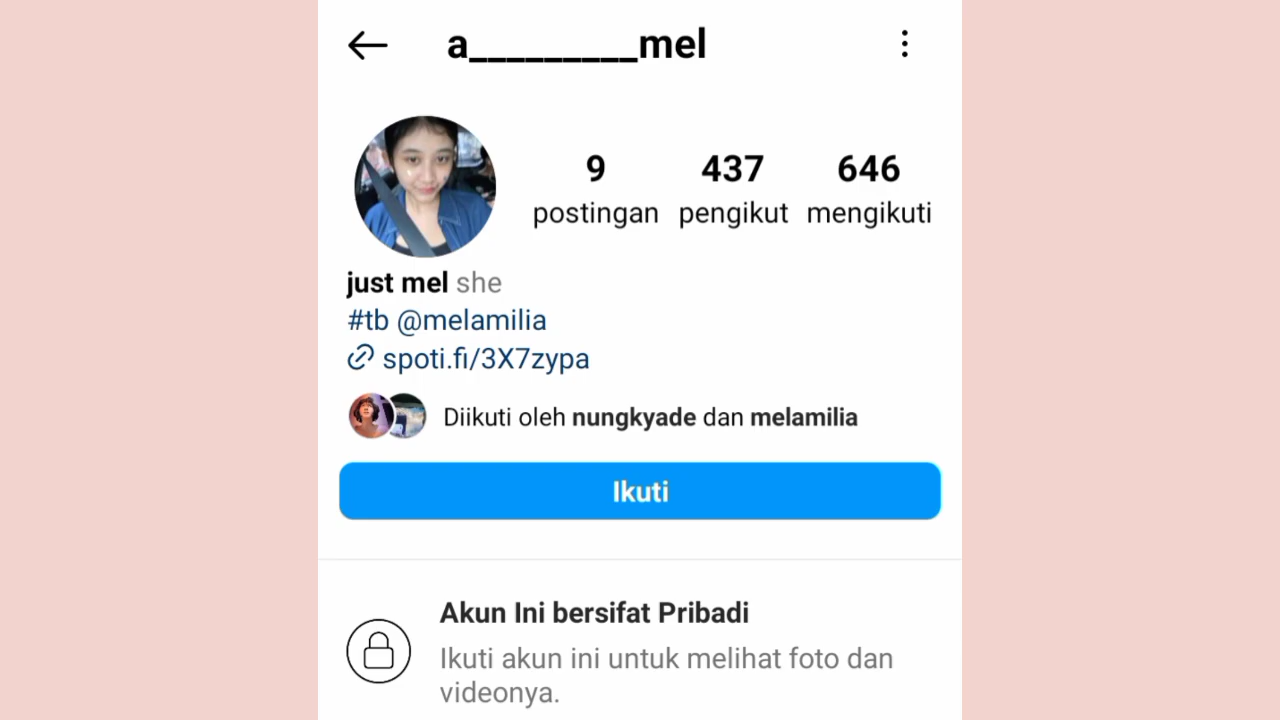 a_________mel
9 437 646
postingan pengikut mengikuti
just mel she
#tb @melamilia
spoti.fi/3X7zypa
Diikuti oleh nungkyade dan melamilia
Ikuti
Akun Ini bersifat Pribadi
Ikuti akun ini untuk melihat foto dan
videonya.